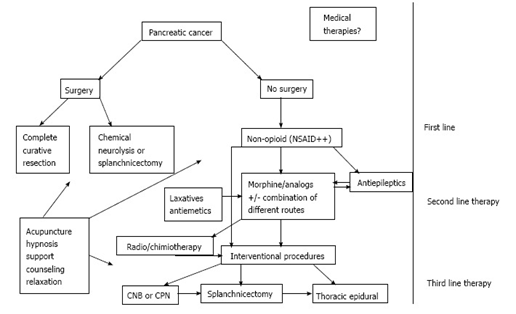 Medical
therapies?
Pancreatic cancer
Surgery
No surgery
First line
Complete
curative
resection
Chemical
neurolysis or
splanchnicectomy
Non-opioid (NSAID++)
Morphine/analogs
+/- combination of
different routes
Antiepileptics
Laxatives
antiemetics
Second line therapy
Acupuncture
hypnosis
support
counseling
relaxation
Radio/chimiotherapy
Interventional procedures
Third line therapy
CNB or CPN
Splanchnicectomy
Thoracic epidural